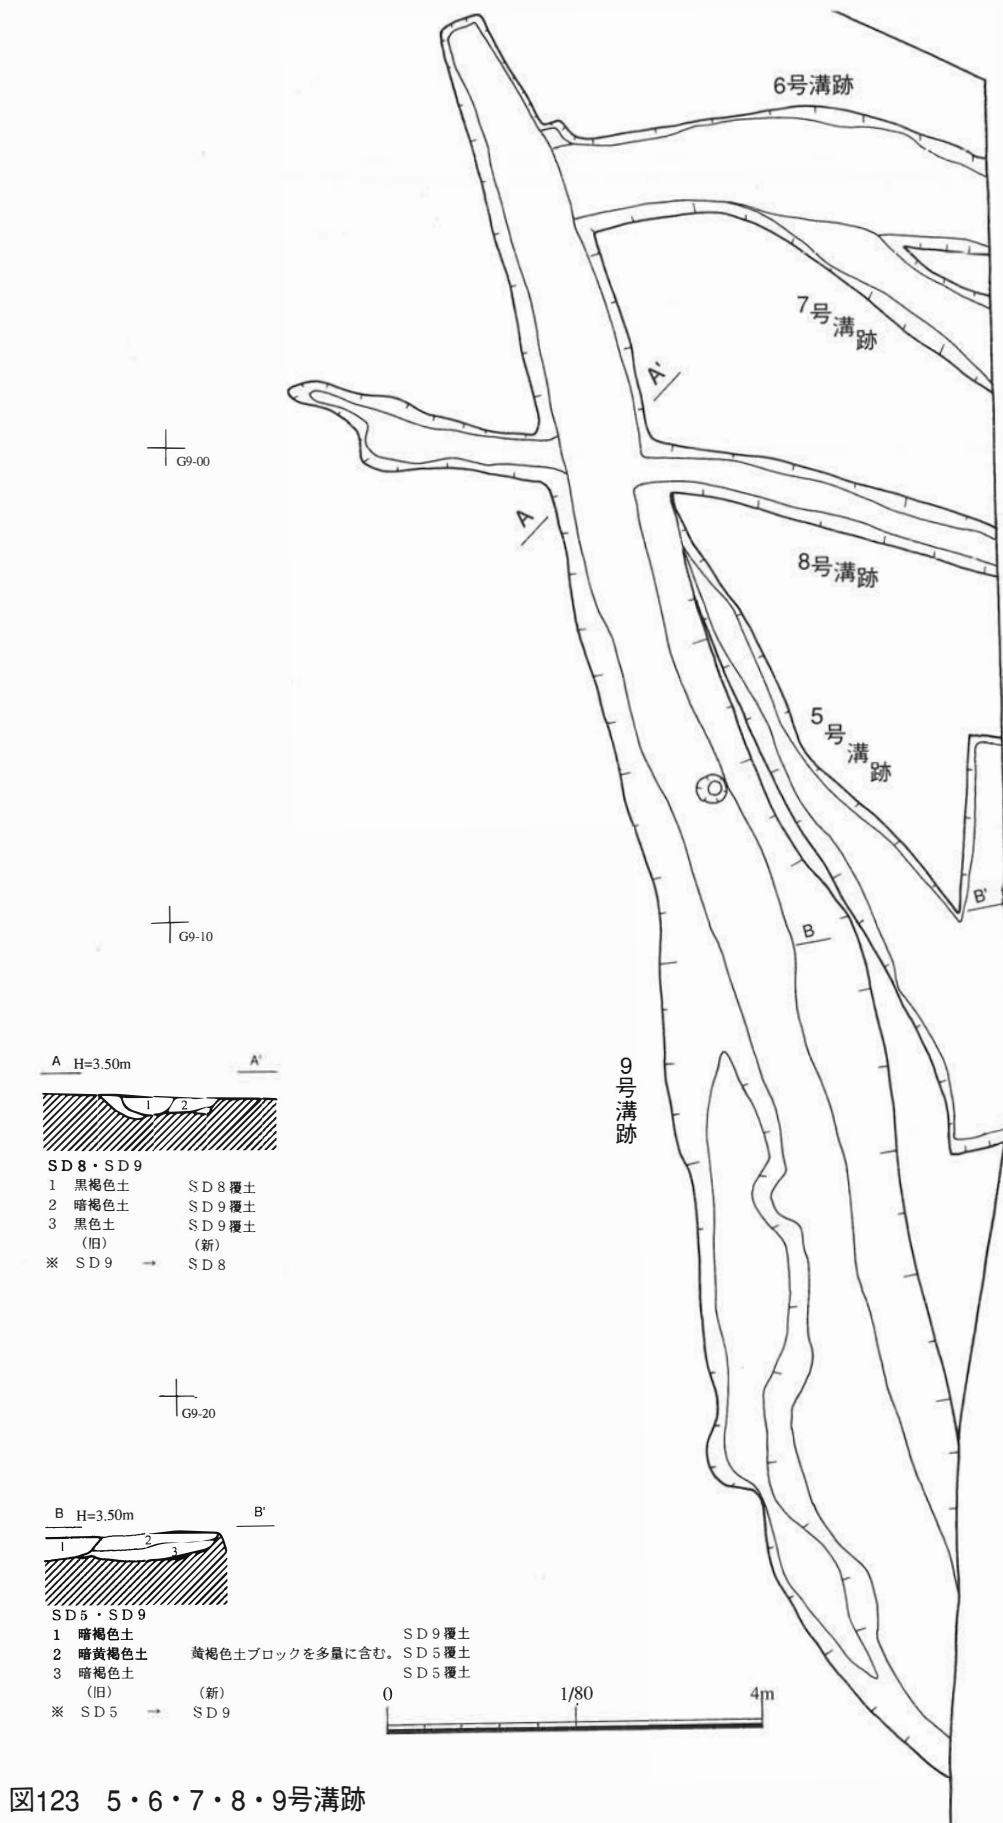 6号溝跡
7号溝跡
A'
G9-00
A
8号溝跡
5号溝跡
B'
G9-10
B
A H=3.50m A'
9号溝跡
1 2
SD8・SD9
1 黒褐色土 SD8覆土
2 暗褐色土 SD9覆土
3 黒色土 SD9覆土
(旧) (新)
※ SD9 → SD8
G9-20
B H=3.50m B'
1 2 3
SD5・SD9
1 暗褐色土 SD9覆土
2 暗黄褐色土 黄褐色土ブロックを多量に含む。 SD5覆土
3 暗褐色土 SD5覆土
(旧) (新)
※ SD5 → SD9
0 1/80 4m
図123 5・6・7・8・9号溝跡